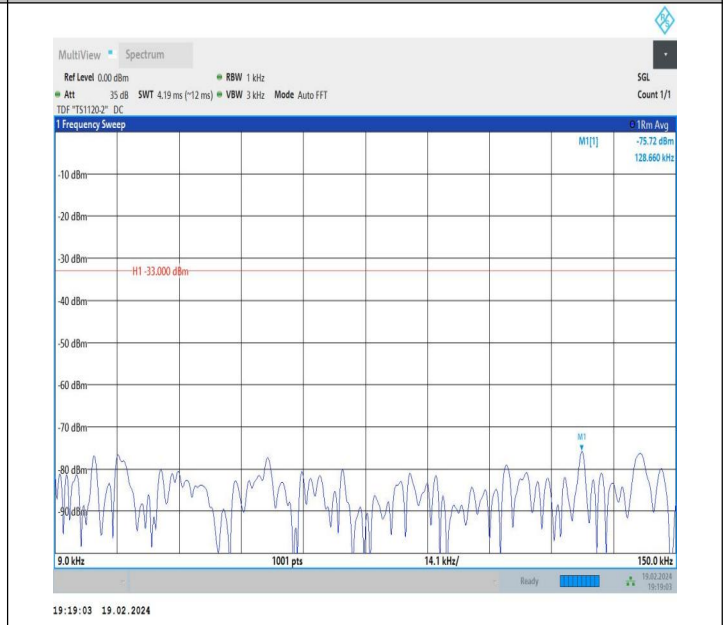 R S
MultiView Spectrum
Ref Level 0.00 dBm RBW 1 kHz SGL
Att 35 dB SWT 4.19 ms (~12 ms) VBW 3 kHz Mode Auto FFT Count 1/1
TDF "TS1120-2" DC
1 Frequency Sweep 1Rm Avg
M1[1] -75.72 dBm
128.660 kHz
-10 dBm
-20 dBm
-30 dBm
H1 -33.000 dBm
-40 dBm
-50 dBm
-60 dBm
-70 dBm
M1
-80 dBm
-90 dBm
9.0 kHz 1001 pts 14.1 kHz/ 150.0 kHz
Ready 19.02.2024
19:19:03
19:19:03 19.02.2024